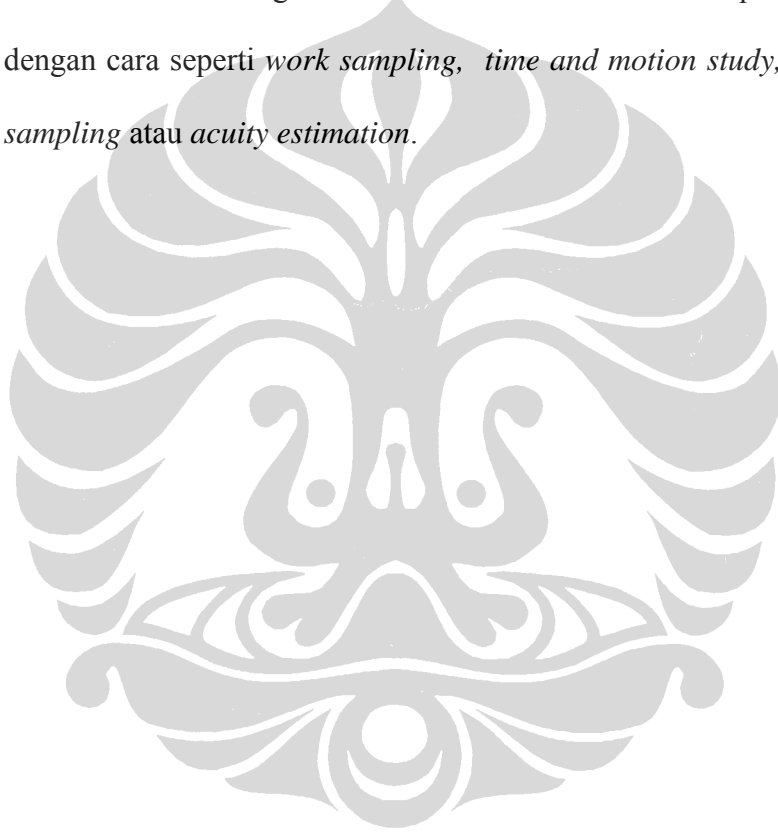 dengan cara seperti work sampling, time and motion study,
sampling atau acuity estimation.